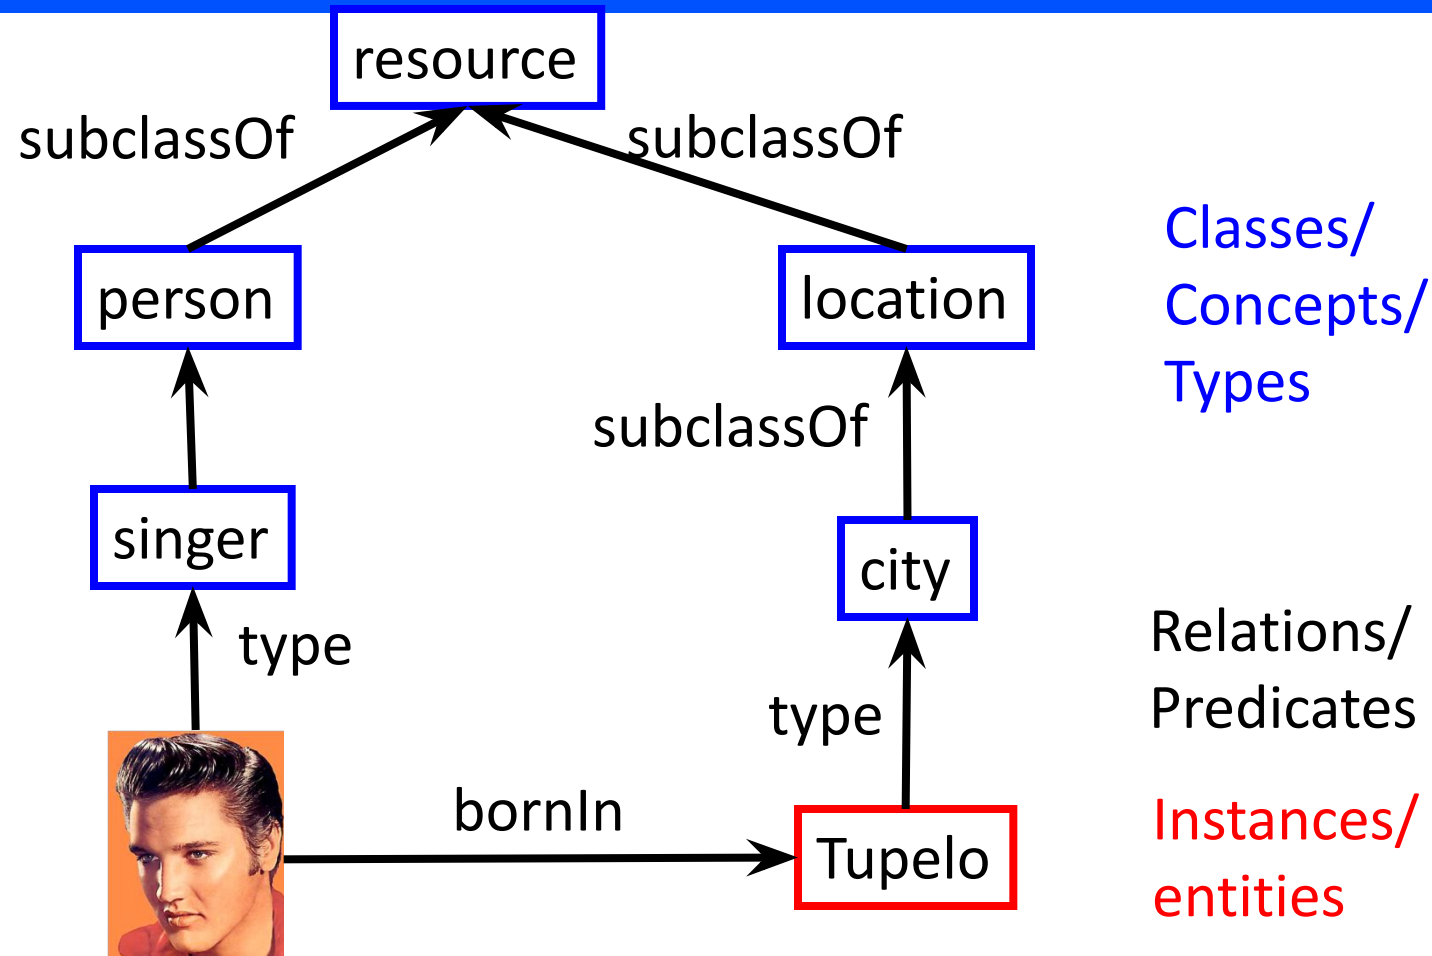 resource
subclassOf
subclassOf
person
location
Classes/
Concepts/
Types
subclassOf
singer
city
type
type
Relations/
Predicates
bornIn
Tupelo
Instances/
entities